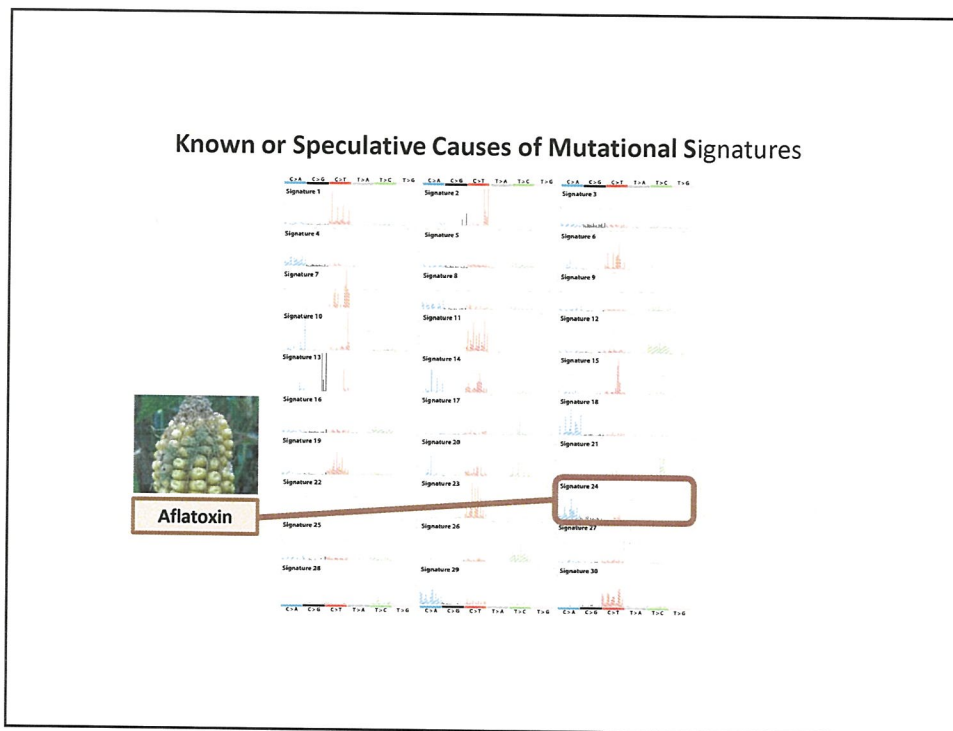 Known or Speculative Causes of Mutational Signatures
C>A C>G C>T T>A T>C T>G C>A C>G C>T T>A T>C T>G C>A C>G C>T T>A T>C T>G
Signature 1 Signature 2 Signature 3
Signature 4 Signature 5 Signature 6
Signature 7 Signature 8 Signature 9
Signature 10 Signature 11 Signature 12
Signature 13 Signature 14 Signature 15
Signature 16 Signature 17 Signature 18
Signature 19 Signature 20 Signature 21
Signature 22 Signature 23 Signature 24
Aflatoxin
Signature 25 Signature 26 Signature 27
Signature 28 Signature 29 Signature 30
C>A C>G C>T T>A T>C T>G C>A C>G C>T T>A T>C T>G C>A C>G C>T T>A T>C T>G